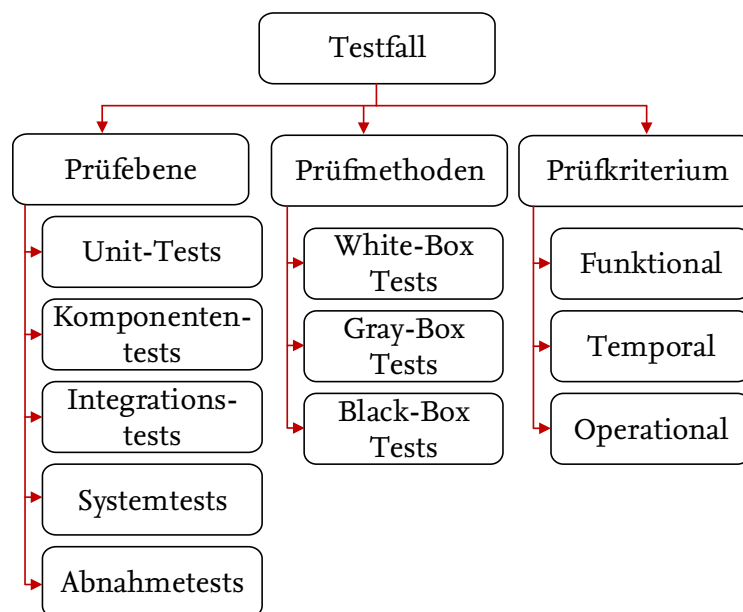 Testfall
Prüfebene
Unit-Tests
Komponenten-
tests
Integrations-
tests
Systemtests
Abnahmetests
Prüfmethoden
White-Box
Tests
Gray-Box
Tests
Black-Box
Tests
Prüfkriterium
Funktional
Temporal
Operational